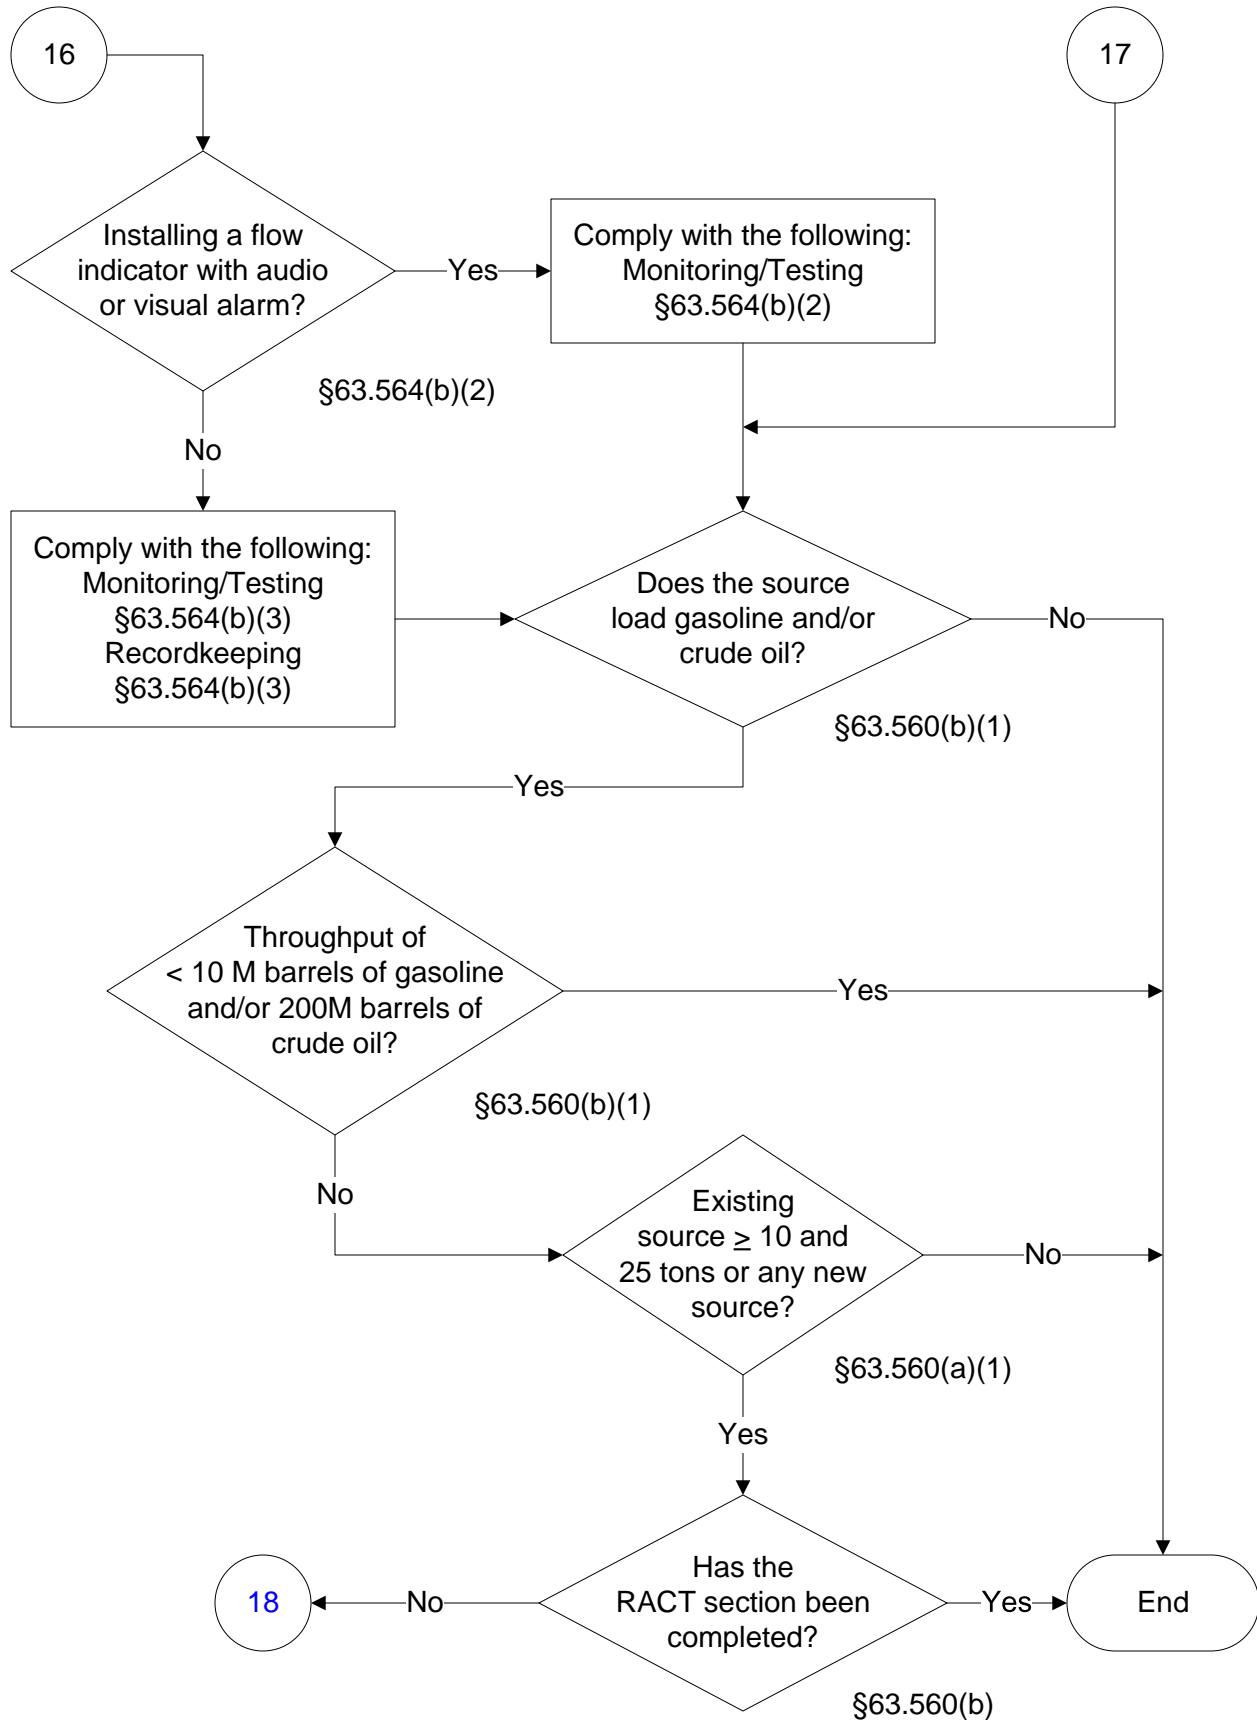 16
17
Installing a flow
indicator with audio
or visual alarm?
Yes
Comply with the following:
Monitoring/Testing
§63.564(b)(2)
§63.564(b)(2)
No
Comply with the following:
Monitoring/Testing
§63.564(b)(3)
Recordkeeping
§63.564(b)(3)
Does the source
load gasoline and/or
crude oil?
No
§63.560(b)(1)
Yes
Throughput of
< 10 M barrels of gasoline
and/or 200M barrels of
crude oil?
Yes
§63.560(b)(1)
No
Existing
source ≥ 10 and
25 tons or any new
source?
No
§63.560(a)(1)
Yes
Has the
RACT section been
completed?
No
18
Yes
End
§63.560(b)